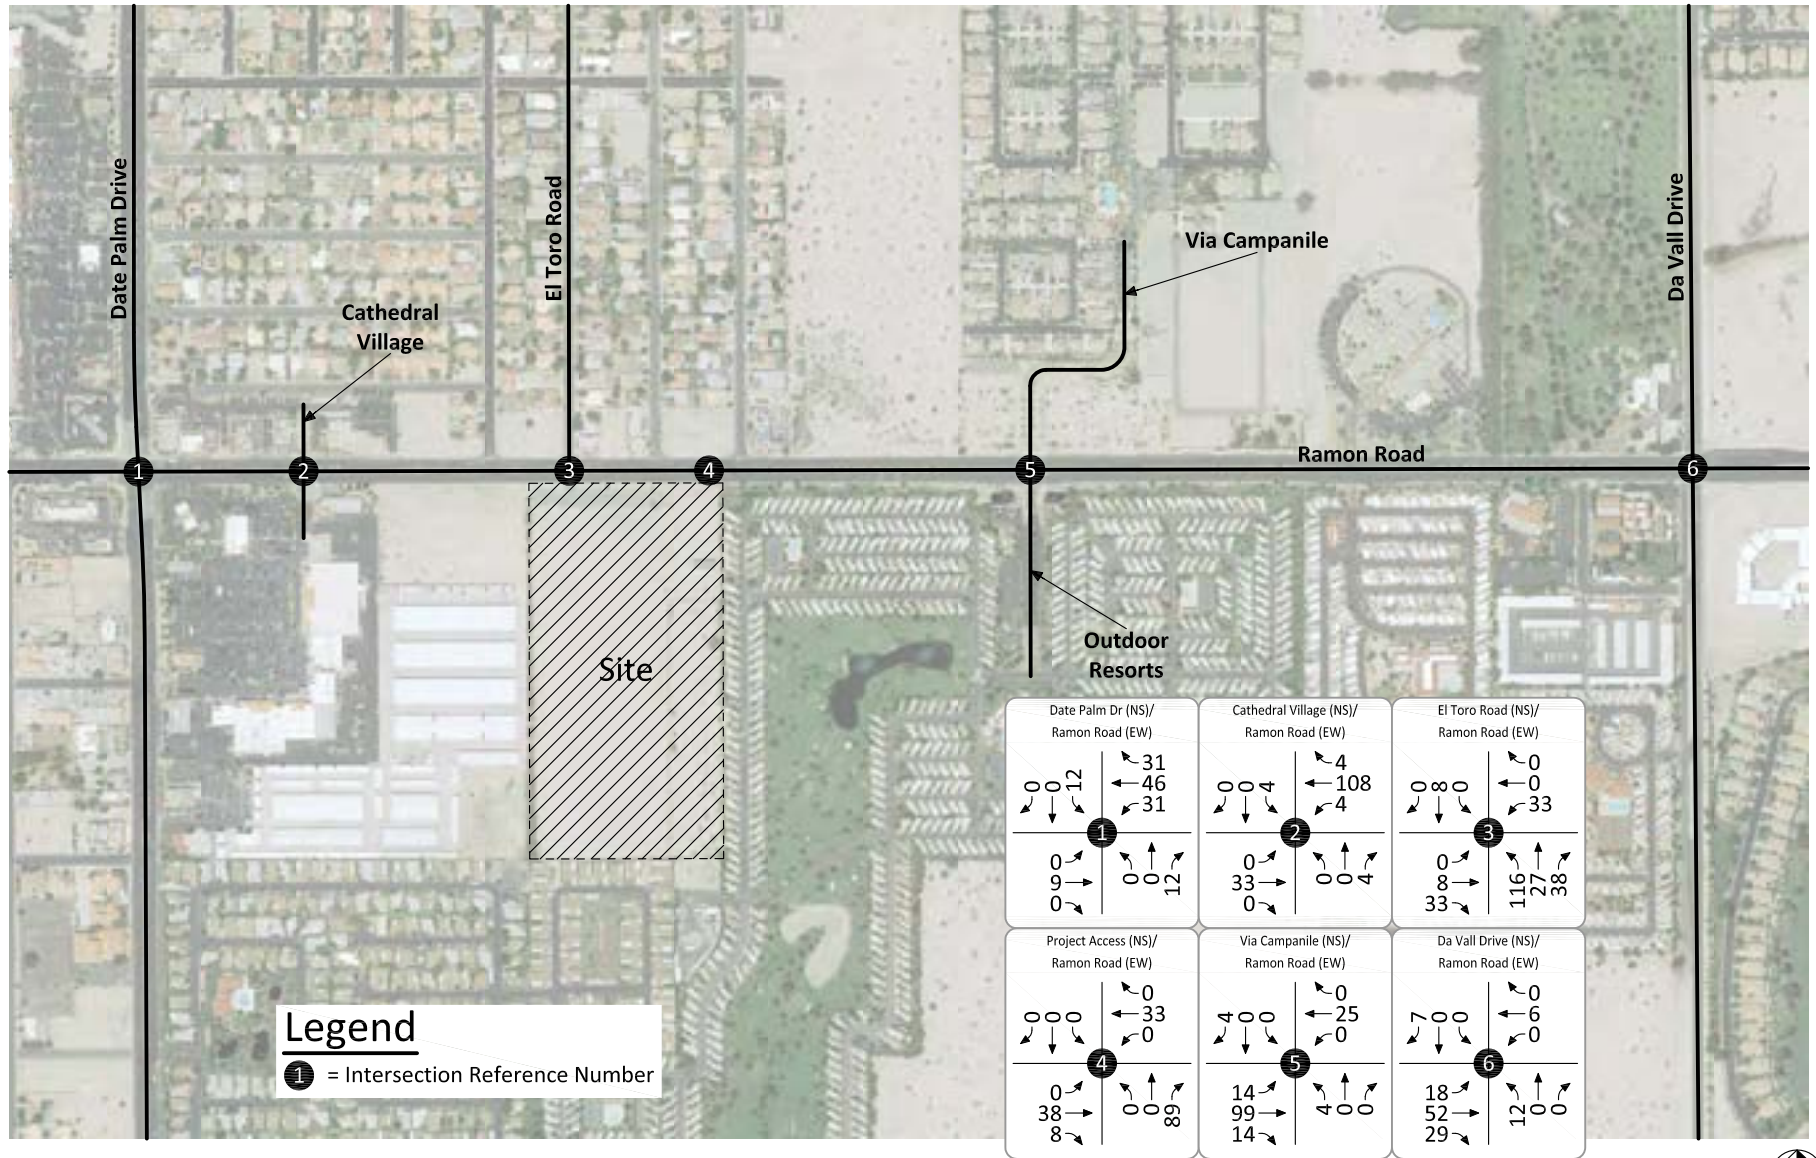 Date Palm Drive
El Toro Road
Da Vall Drive
Via Campanile
Cathedral
Village
Ramon Road
1
2
3
4
5
6
Site
Outdoor
Resorts
Date Palm Dr (NS)/
Ramon Road (EW)
31
0 0 12
46
31
1
0
9
0
0 0 12
Cathedral Village (NS)/
Ramon Road (EW)
4
0 0 4
108
4
2
0
33
0
0 0 4
El Toro Road (NS)/
Ramon Road (EW)
0
0 8 0
0
33
3
0
8
33
116 27 38
Project Access (NS)/
Ramon Road (EW)
0
0 0 0
33
0
4
0
38
8
0 0 89
Via Campanile (NS)/
Ramon Road (EW)
0
4 0 0
25
0
5
14
99
14
4 0 0
Da Vall Drive (NS)/
Ramon Road (EW)
0
7 0 0
6
0
6
18
52
29
12 0 0
Legend
1 = Intersection Reference Number